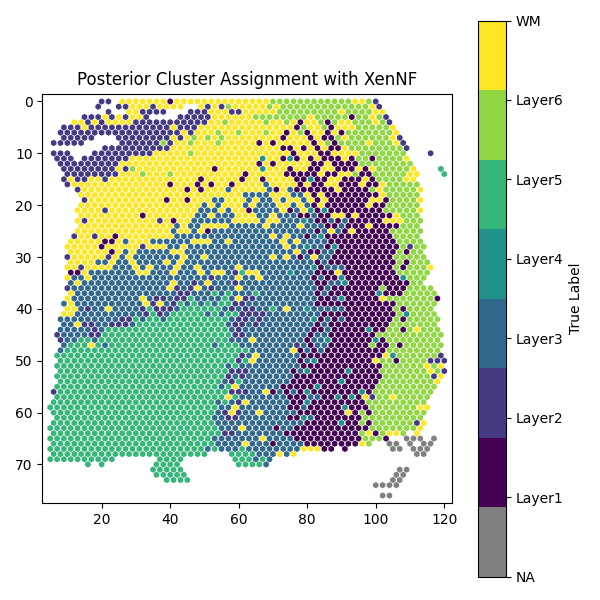 Posterior Cluster Assignment with XenNF
0
10
20
30
40
50
60
70
20
40
60
80
100
120
WM
Layer6
Layer5
Layer4
Layer3
Layer2
Layer1
NA
True Label